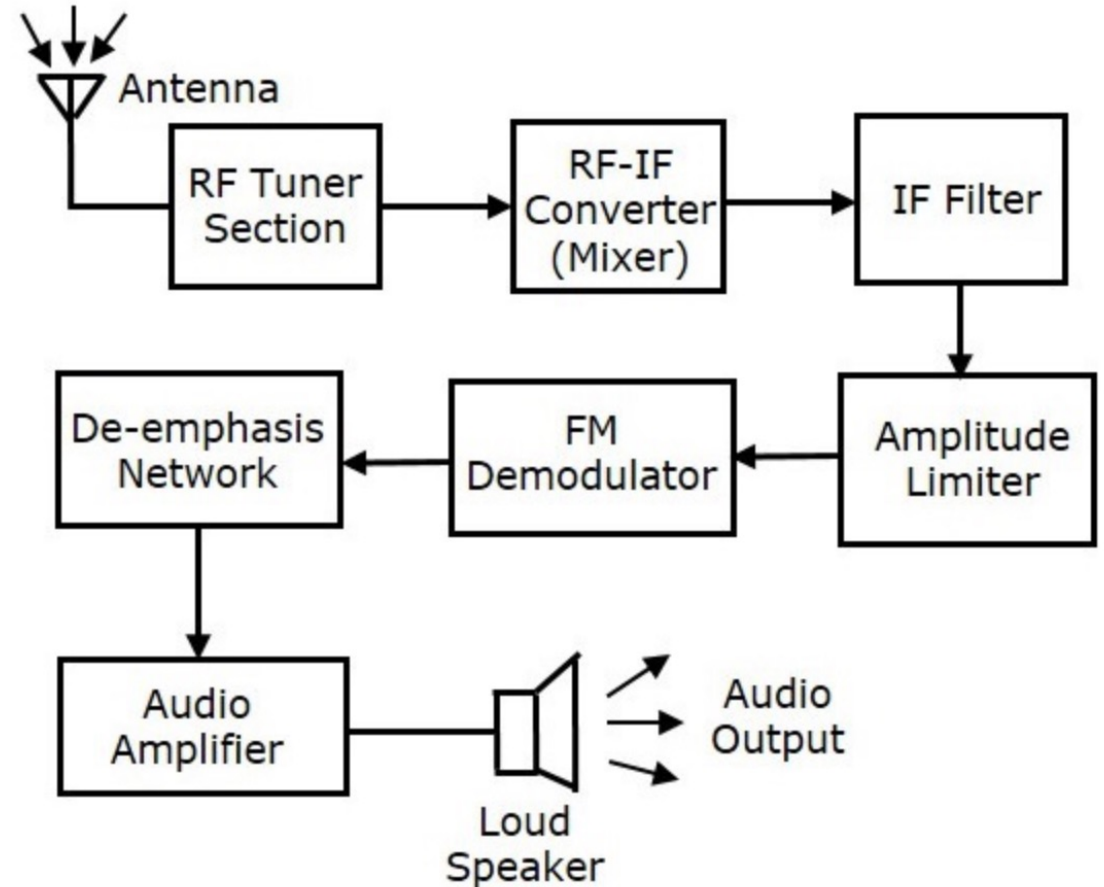 Antenna
RF Tuner
Section
RF-IF
Converter
(Mixer)
IF Filter
De-emphasis
Network
FM
Demodulator
Amplitude
Limiter
Audio
Amplifier
Loud
Speaker
Audio
Output